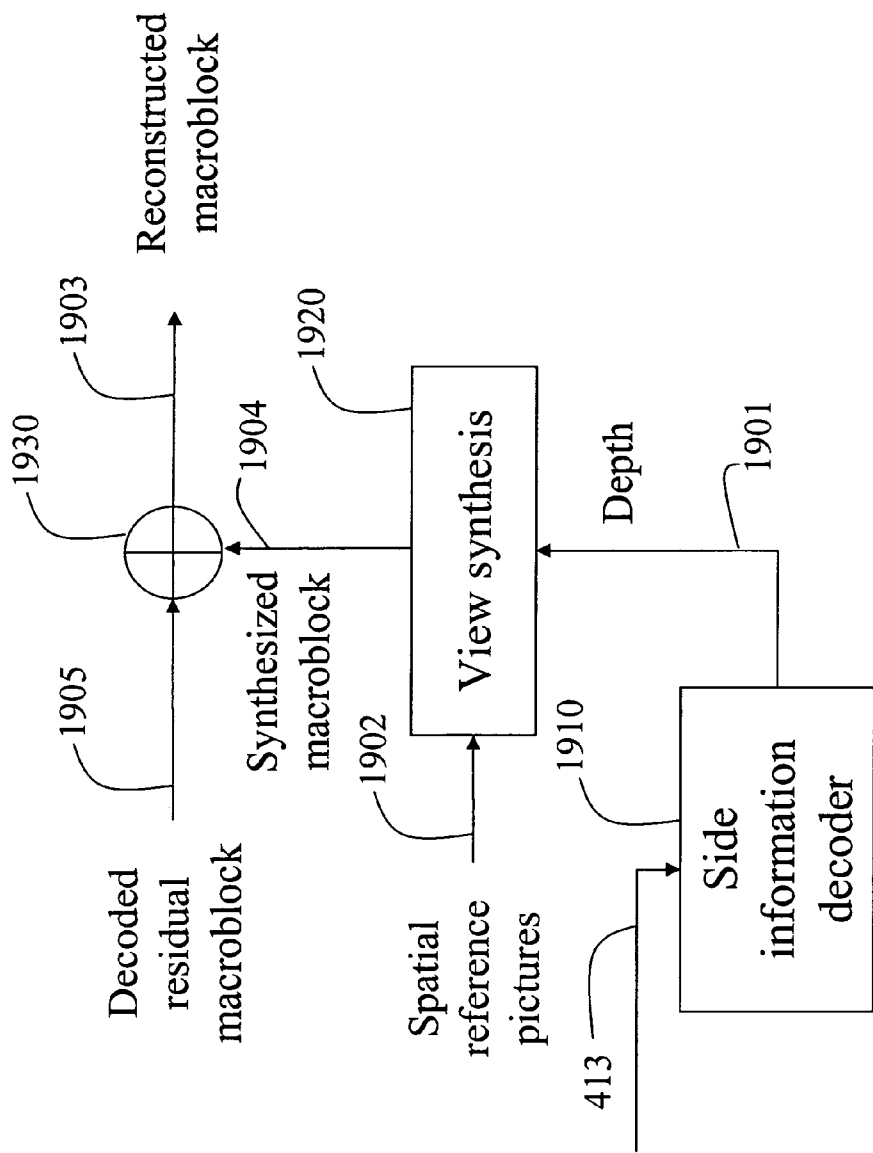 Decoded
residual
macroblock
1905
1930
1903
Reconstructed
macroblock
Synthesized
macroblock
1904
1920
Spatial
reference
pictures
1902
View synthesis
Depth
1901
413
1910
Side
information
decoder